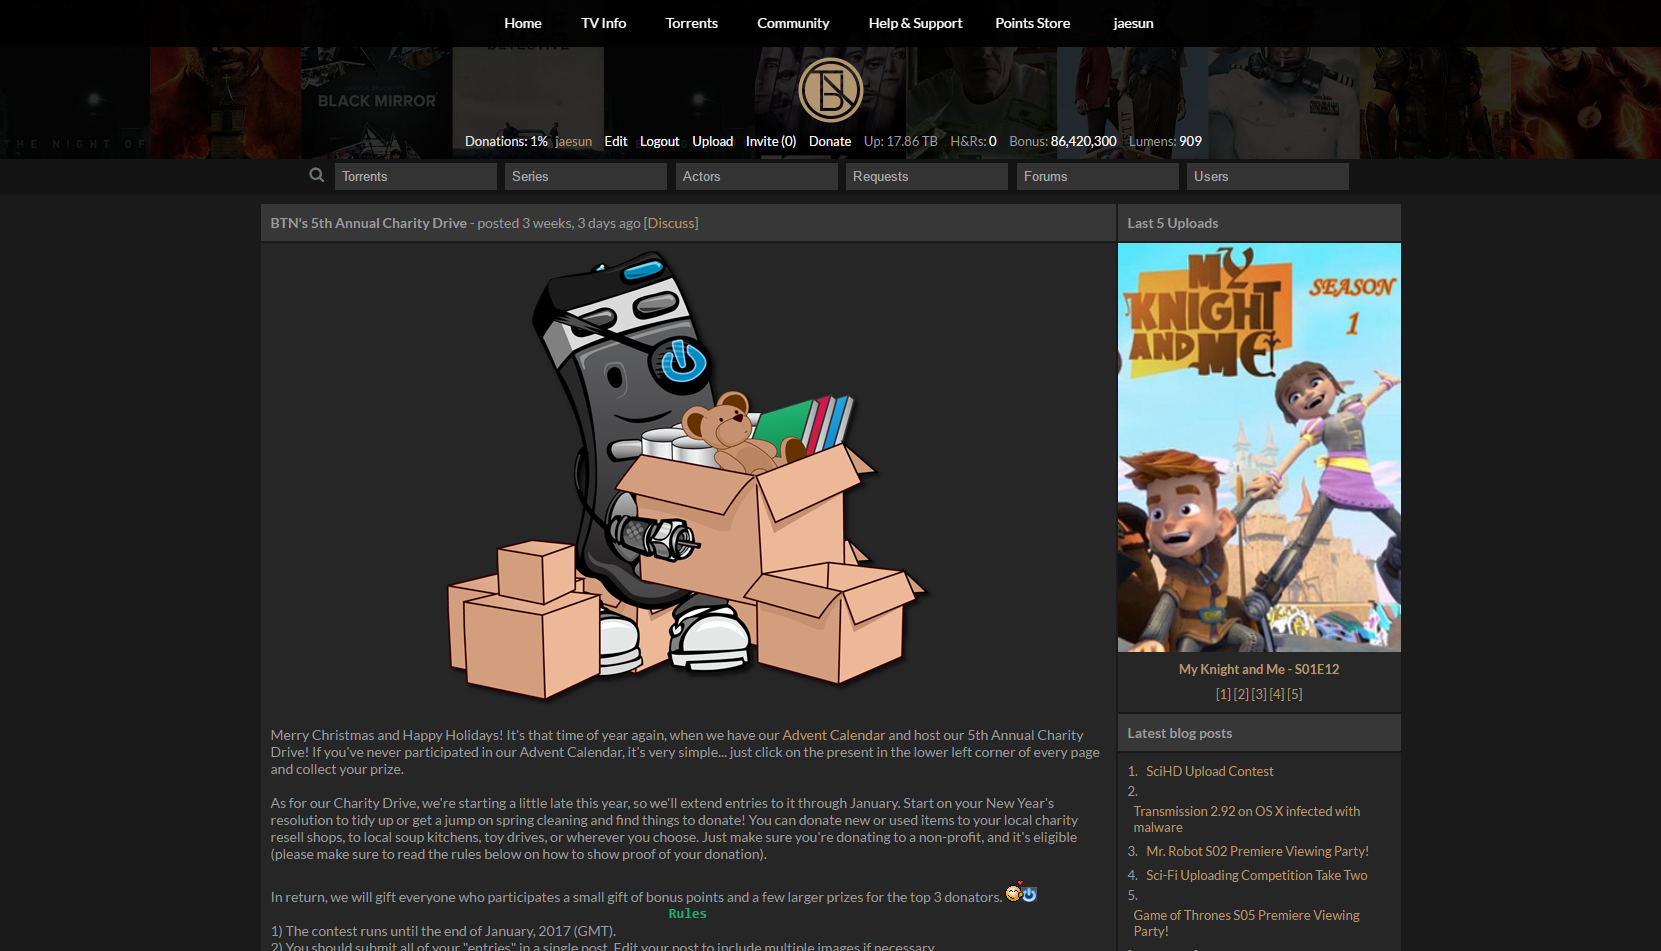 Home TV Info Torrents Community Help & Support Points Store jaesun
DETECTIVE
BLACK MIRROR
THE NIGHT OF
Donations: 1% jaesun Edit Logout Upload Invite (0) Donate Up: 17.86 TB H&Rs: 0 Bonus: 86,420,300 Lumens: 909
Torrents Series Actors Requests Forums Users
BTN's 5th Annual Charity Drive - posted 3 weeks, 3 days ago [Discuss]
Merry Christmas and Happy Holidays! It's that time of year again, when we have our Advent Calendar and host our 5th Annual Charity
Drive! If you've never participated in our Advent Calendar, it's very simple... just click on the present in the lower left corner of every page
and collect your prize.
As for our Charity Drive, we're starting a little late this year, so we'll extend entries to it through January. Start on your New Year's
resolution to tidy up or get a jump on spring cleaning and find things to donate! You can donate new or used items to your local charity
resell shops, to local soup kitchens, toy drives, or wherever you choose. Just make sure you're donating to a non-profit, and it's eligible
(please make sure to read the rules below on how to show proof of your donation).
In return, we will gift everyone who participates a small gift of bonus points and a few larger prizes for the top 3 donators.
Rules
1) The contest runs until the end of January, 2017 (GMT).
2) You should submit all of your "entries" in a single post. Edit your post to include multiple images if necessary.
Last 5 Uploads
MY
KNIGHT
AND ME
SEASON
1
My Knight and Me - S01E12
[1] [2] [3] [4] [5]
Latest blog posts
1. SciHD Upload Contest
2.
Transmission 2.92 on OS X infected with
malware
3. Mr. Robot S02 Premiere Viewing Party!
4. Sci-Fi Uploading Competition Take Two
5.
Game of Thrones S05 Premiere Viewing
Party!